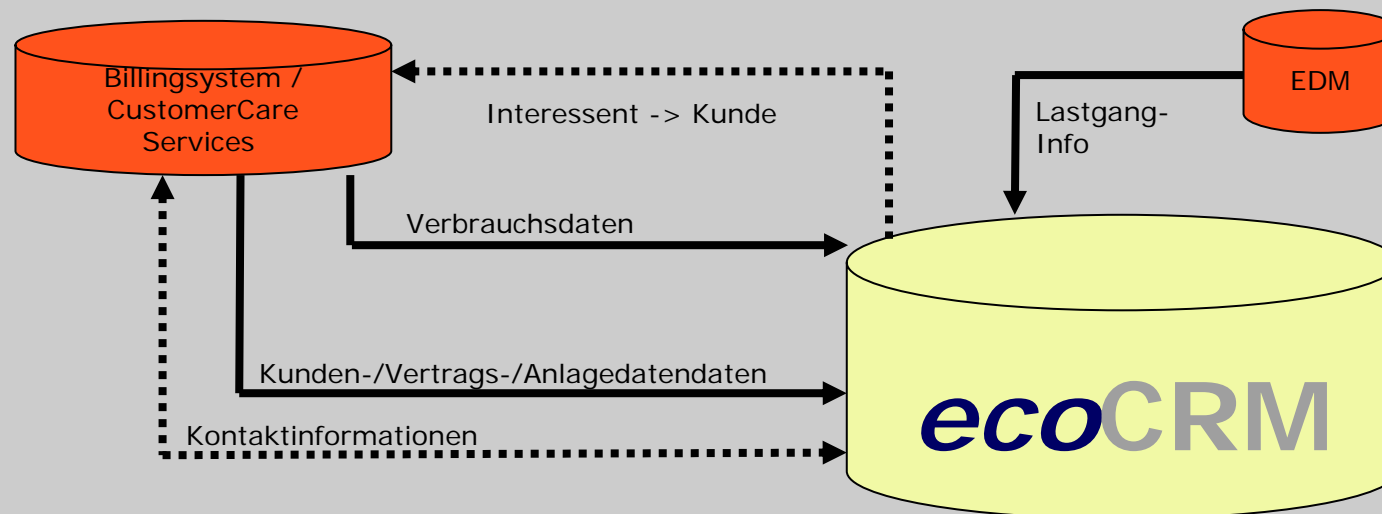 Billingsystem /
CustomerCare
Services
Interessent -> Kunde
EDM
Lastgang-
Info
Verbrauchsdaten
Kunden-/Vertrags-/Anlagedatendaten
Kontaktinformationen
ecoCRM